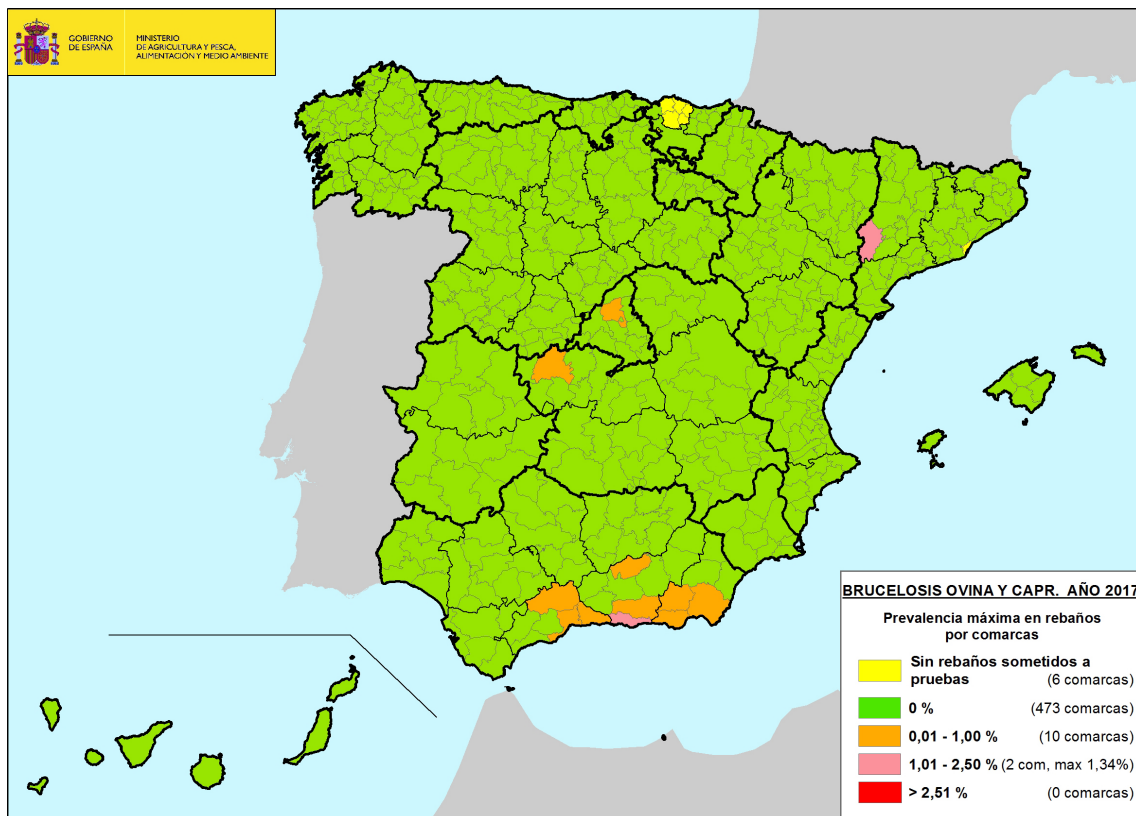 GOBIERNO
DE ESPAÑA
MINISTERIO
DE AGRICULTURA Y PESCA,
ALIMENTACIÓN Y MEDIO AMBIENTE
BRUCELOSIS OVINA Y CAPR. AÑO 2017
Prevalencia máxima en rebaños
por comarcas
Sin rebaños sometidos a
pruebas (6 comarcas)
0 % (473 comarcas)
0,01 - 1,00 % (10 comarcas)
1,01 - 2,50 % (2 com, max 1,34%)
> 2,51 % (0 comarcas)